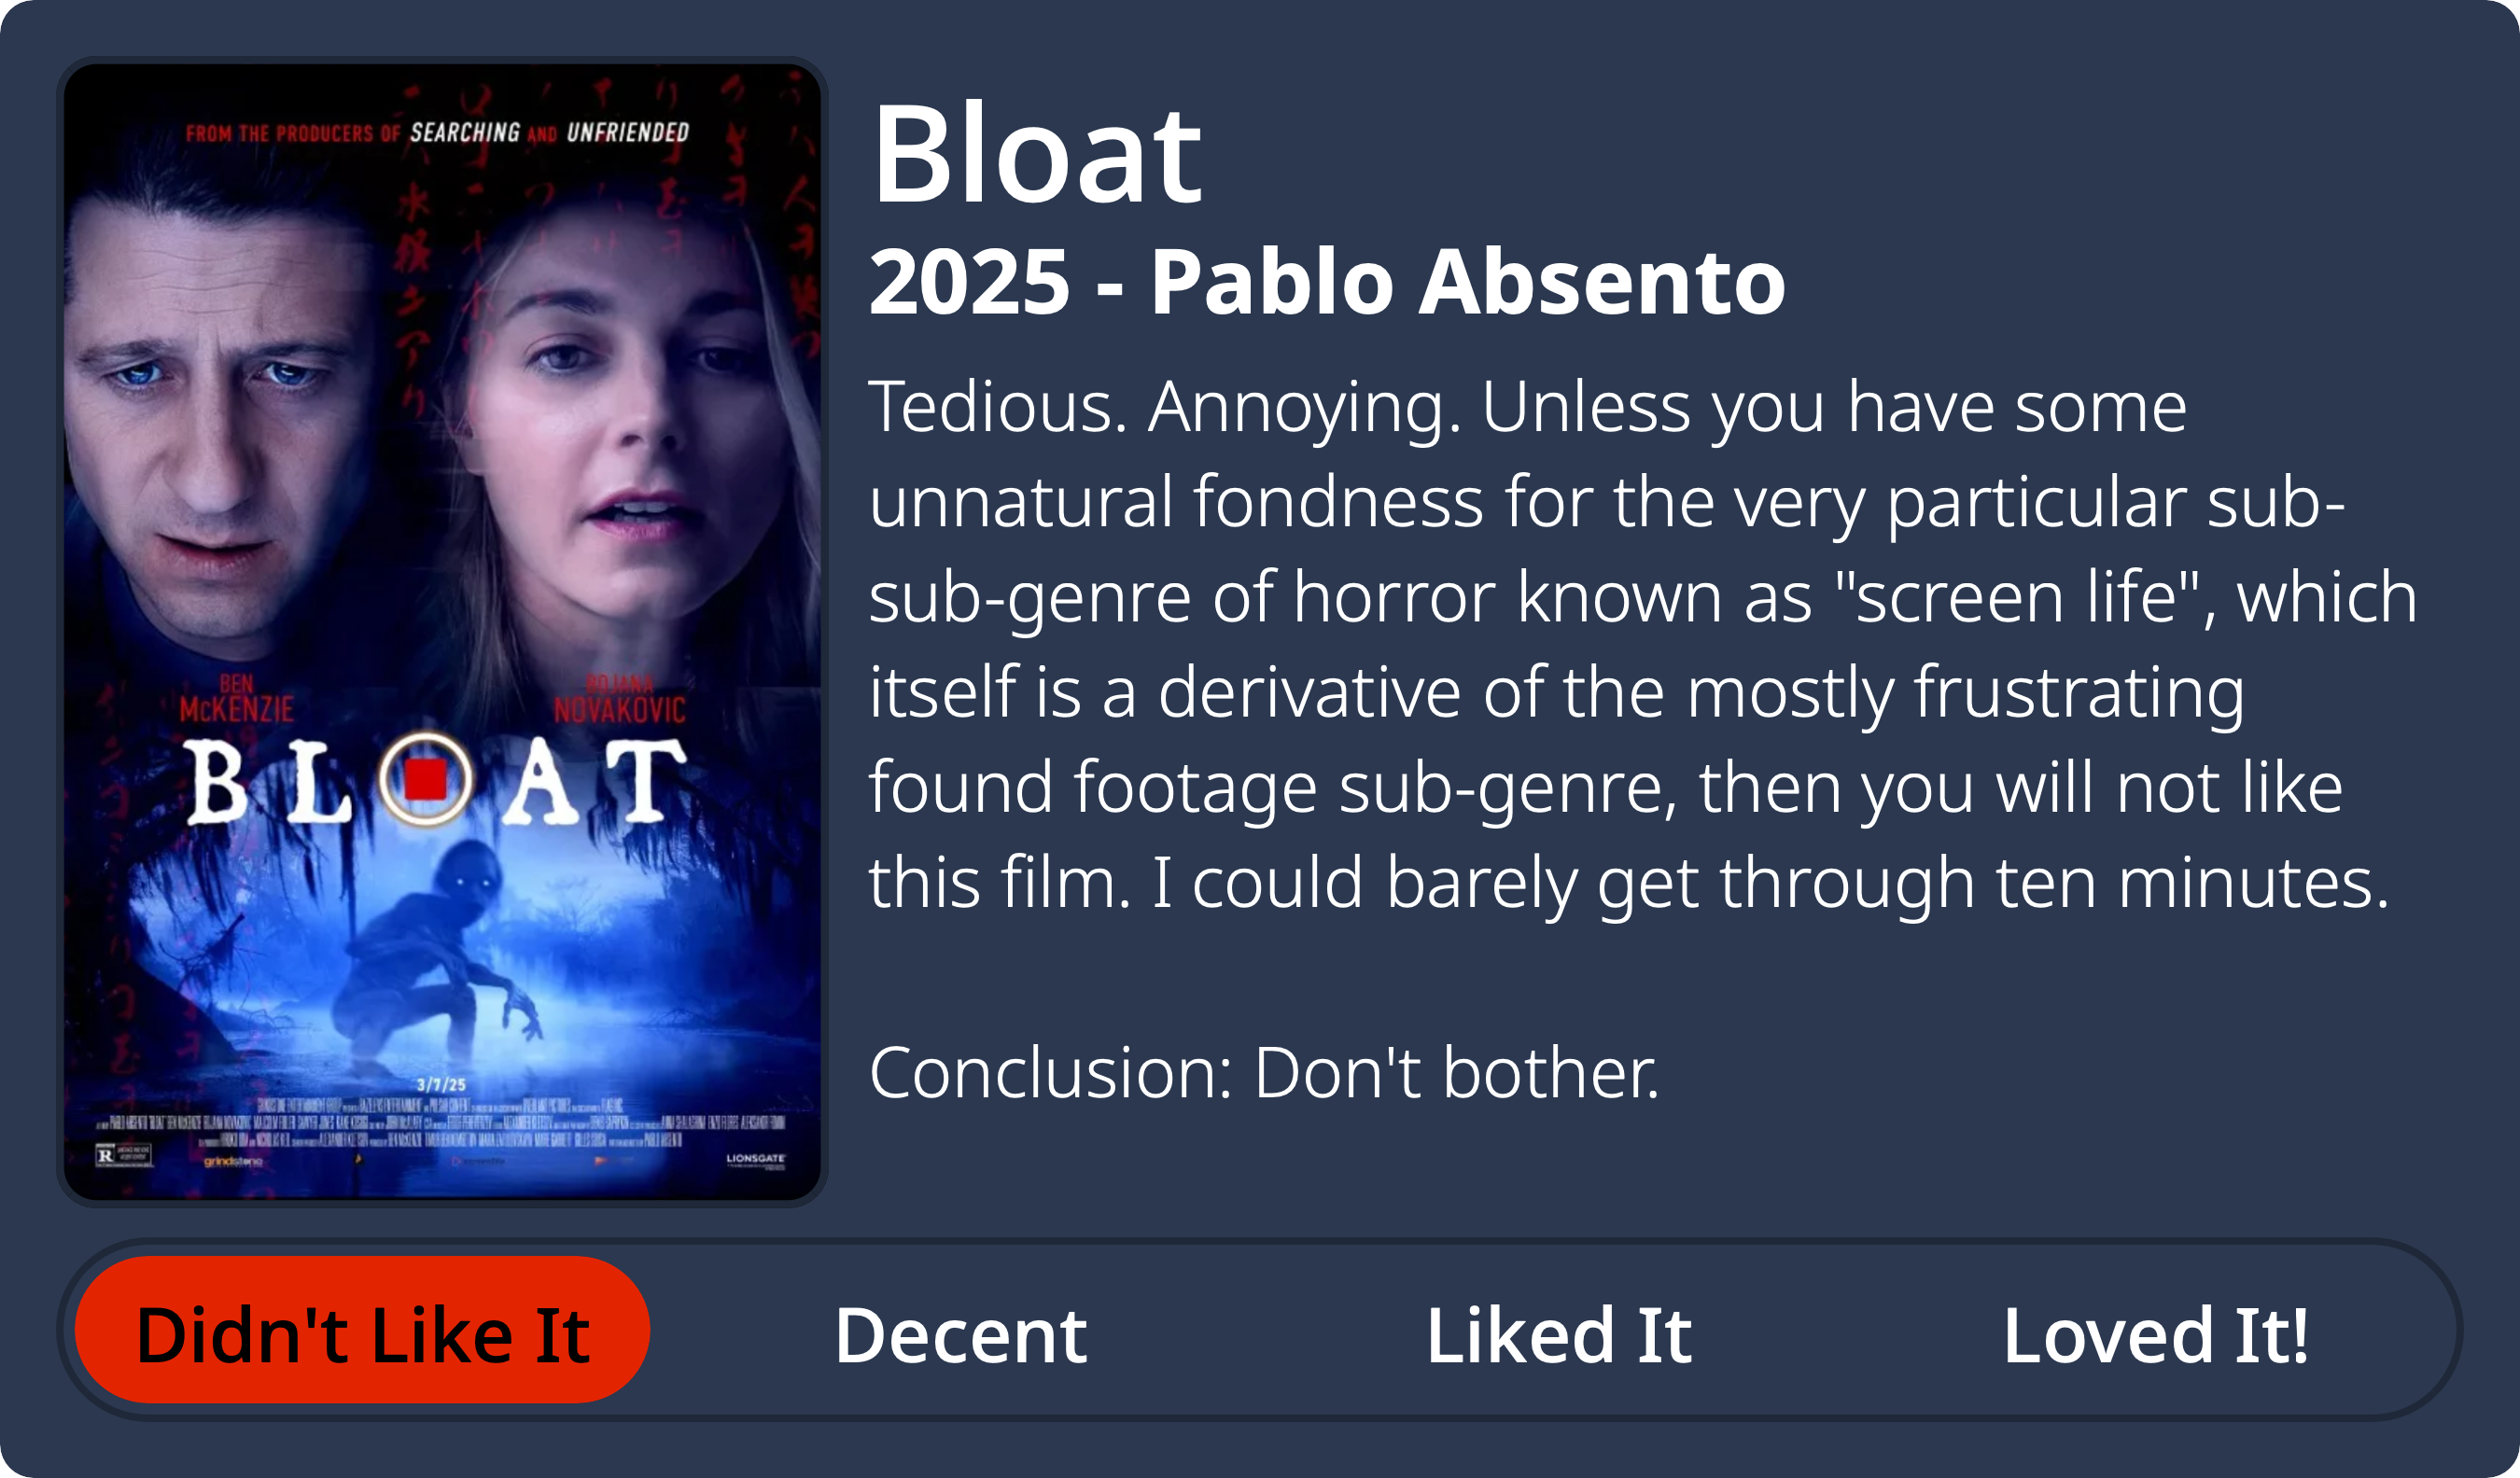 FROM THE PRODUCERS OF SEARCHING AND UNFRIENDED
BEN
McKENZIE
BOJANA
NOVAKOVIC
BLOAT
3/7/25
R
grindstone
LIONSGATE
Bloat
2025 - Pablo Absento
Tedious. Annoying. Unless you have some
unnatural fondness for the very particular sub-
sub-genre of horror known as "screen life", which
itself is a derivative of the mostly frustrating
found footage sub-genre, then you will not like
this film. I could barely get through ten minutes.
Conclusion: Don't bother.
Didn't Like It
Decent
Liked It
Loved It!